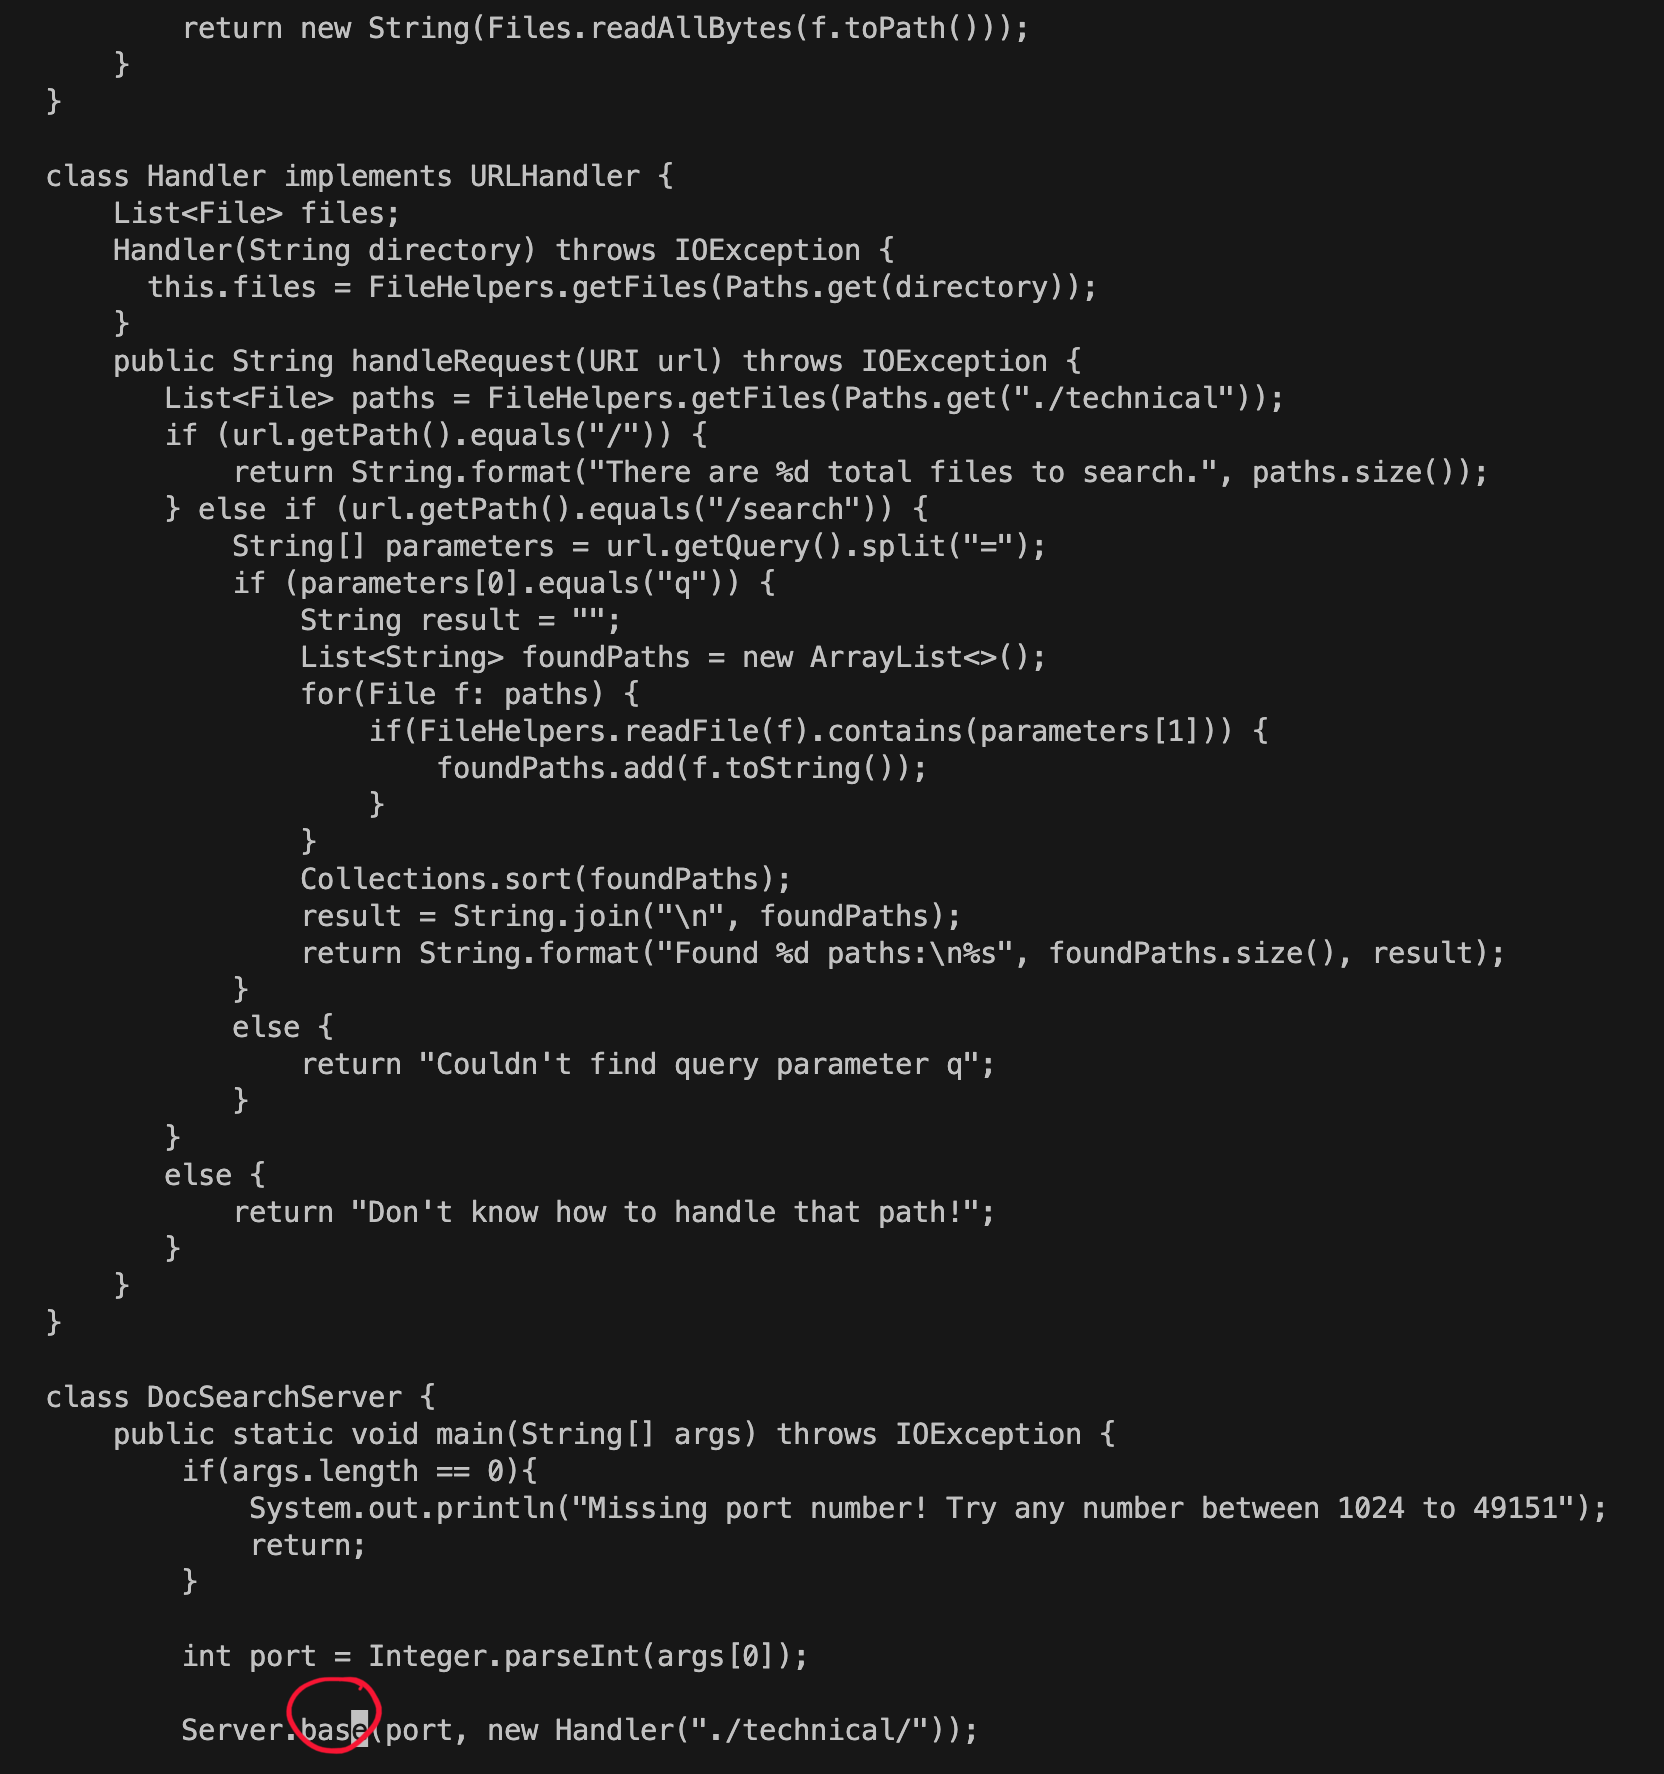 return new String(Files.readAllBytes(f.toPath()));
}
}
class Handler implements URLHandler {
List<File> files;
Handler(String directory) throws IOException {
this.files = FileHelpers.getFiles(Paths.get(directory));
}
public String handleRequest(URI url) throws IOException {
List<File> paths = FileHelpers.getFiles(Paths.get("./technical"));
if (url.getPath().equals("/")) {
return String.format("There are %d total files to search.", paths.size());
} else if (url.getPath().equals("/search")) {
String[] parameters = url.getQuery().split("=");
if (parameters[0].equals("q")) {
String result = "";
List<String> foundPaths = new ArrayList<>();
for(File f: paths) {
if(FileHelpers.readFile(f).contains(parameters[1])) {
foundPaths.add(f.toString());
}
}
Collections.sort(foundPaths);
result = String.join("\n", foundPaths);
return String.format("Found %d paths:\n%s", foundPaths.size(), result);
}
else {
return "Couldn't find query parameter q";
}
}
else {
return "Don't know how to handle that path!";
}
}
}
class DocSearchServer {
public static void main(String[] args) throws IOException {
if(args.length == 0){
System.out.println("Missing port number! Try any number between 1024 to 49151");
return;
}
int port = Integer.parseInt(args[0]);
Server.base(port, new Handler("./technical/"));